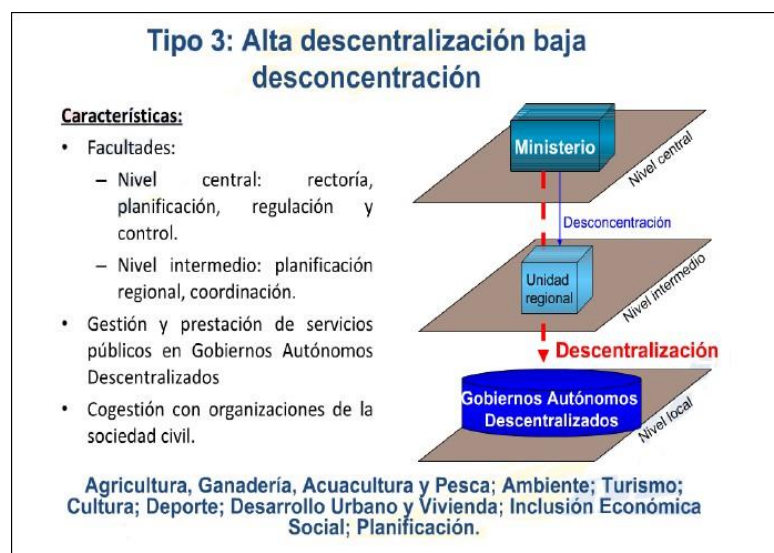 Tipo 3: Alta descentralización baja
desconcentración
Características:
• Facultades:
– Nivel central: rectoría,
planificación, regulación y
control.
– Nivel intermedio: planificación
regional, coordinación.
• Gestión y prestación de servicios
públicos en Gobiernos Autónomos
Descentralizados
• Cogestión con organizaciones de la
sociedad civil.
Ministerio
Nivel central
Desconcentración
Unidad
regional
Nivel intermedio
Descentralización
Gobiernos Autónomos
Descentralizados
Nivel local
Agricultura, Ganadería, Acuacultura y Pesca; Ambiente; Turismo;
Cultura; Deporte; Desarrollo Urbano y Vivienda; Inclusión Económica
Social; Planificación.